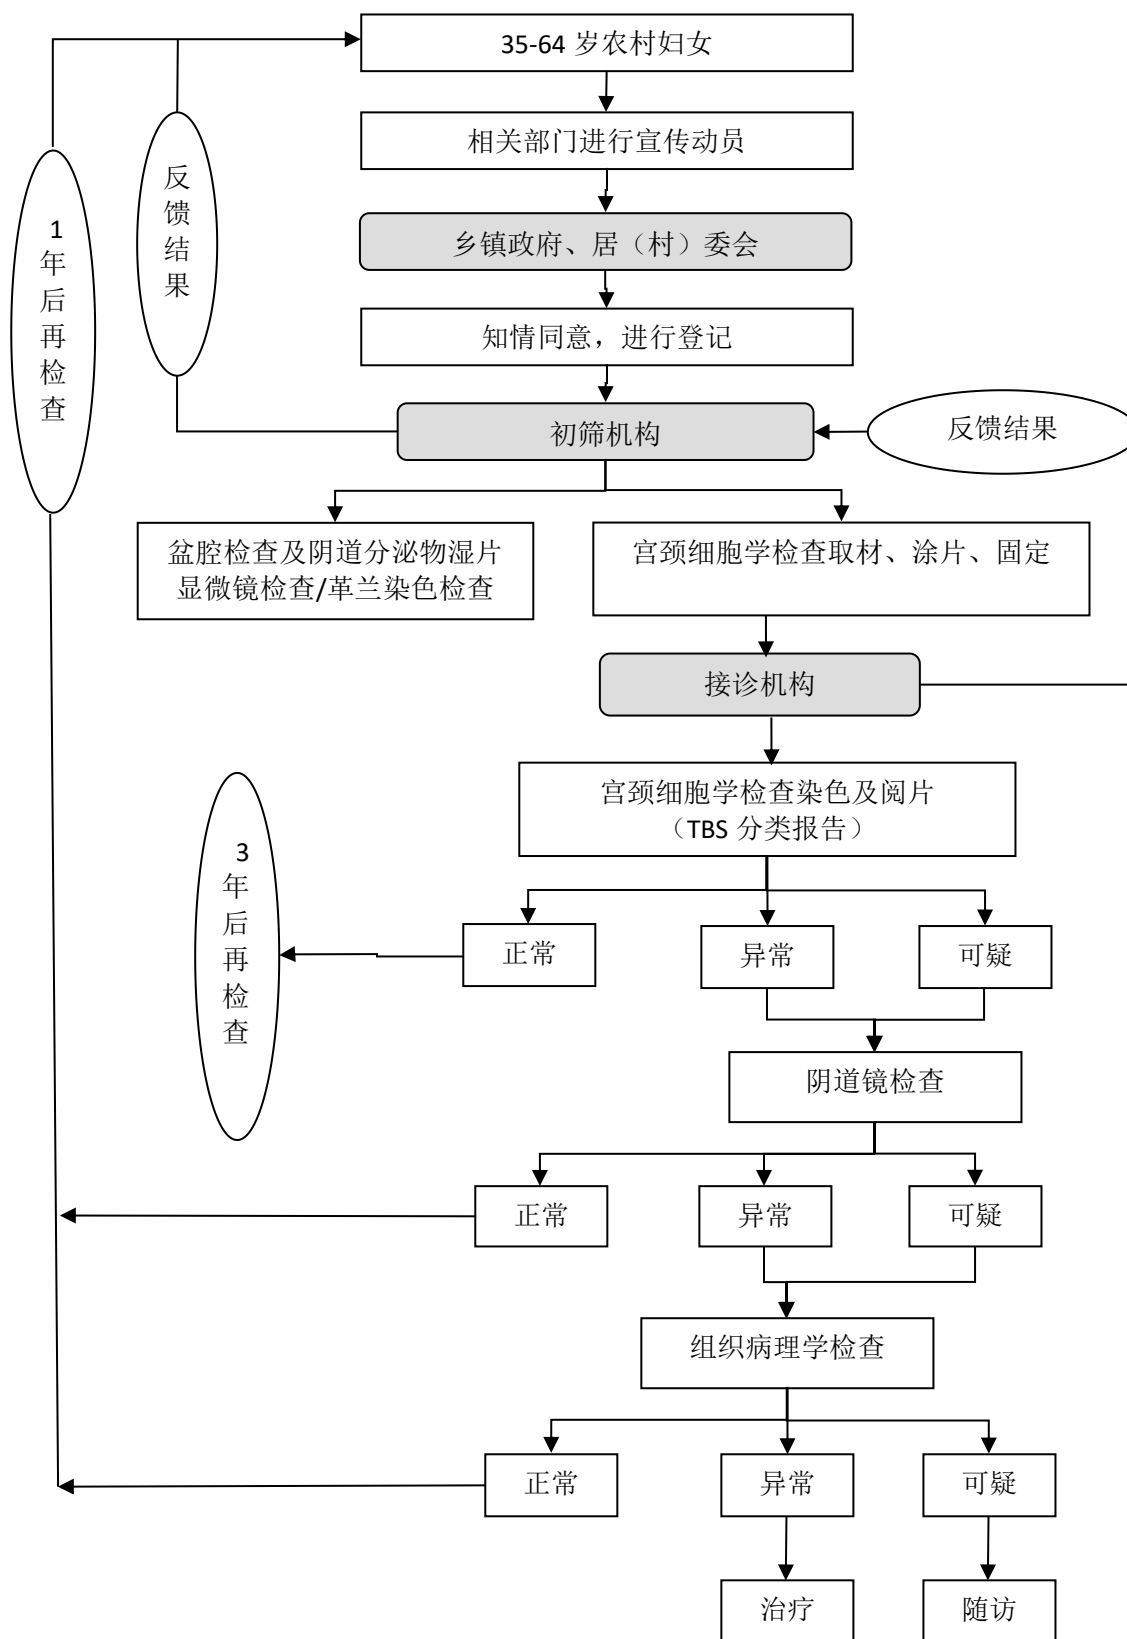 35-64 岁农村妇女
相关部门进行宣传动员
反
馈
结
果
1
年
后
再
检
查
乡镇政府、居（村）委会
知情同意，进行登记
初筛机构
反馈结果
盆腔检查及阴道分泌物湿片
显微镜检查/革兰染色检查
宫颈细胞学检查取材、涂片、固定
接诊机构
宫颈细胞学检查染色及阅片
（TBS 分类报告）
3
年
后
再
检
查
正常
异常
可疑
阴道镜检查
正常
异常
可疑
组织病理学检查
正常
异常
可疑
治疗
随访